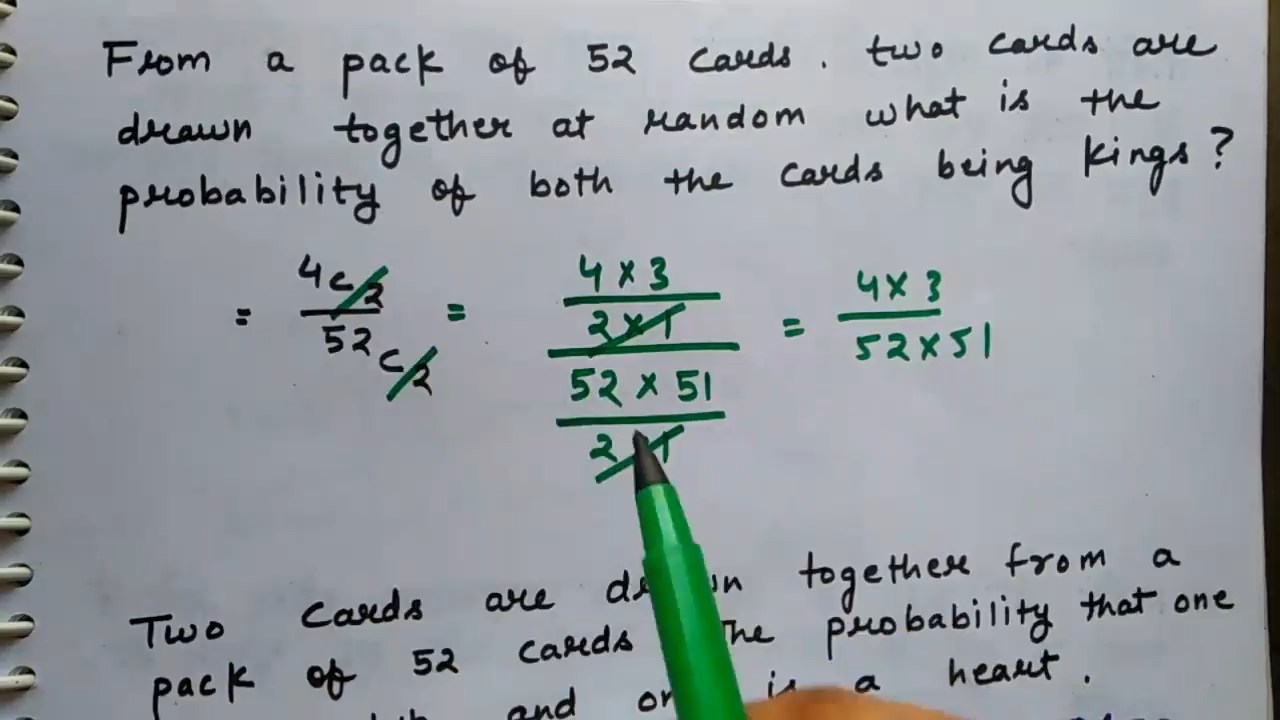 From a pack of 52 cards. two cards are
drawn together at random what is the
probability of both the cards being kings?
= 4C2 / 52C2 = (4 × 3 / 2 × 1) / (52 × 51 / 2 × 1) = 4 × 3 / 52 × 51
Two cards are together from a
pack of 52 cards The probability that one
and is a heart.